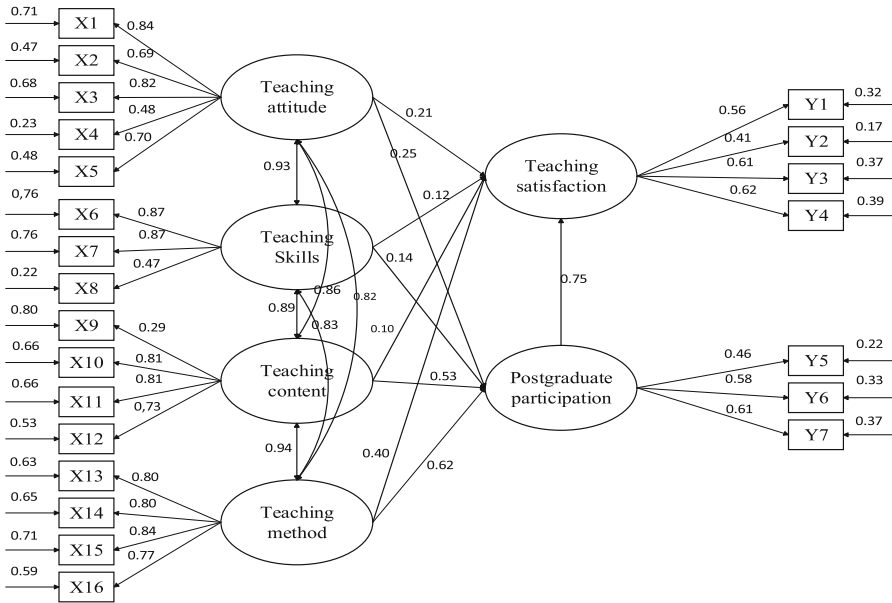 0.71 X1 0.84
0.47 X2 0.69
0.68 X3 0.82
0.23 X4 0.48
0.48 X5 0.70
Teaching
attitude
0.93
0.76 X6 0.87
0.76 X7 0.87
0.22 X8 0.47
Teaching
Skills
0.89
0.86
0.83
0.82
0.80 X9 0.29
0.66 X10 0.81
0.66 X11 0.81
0.53 X12 0.73
Teaching
content
0.94
0.63 X13 0.80
0.65 X14 0.80
0.71 X15 0.84
0.59 X16 0.77
Teaching
method
0.21
0.25
0.12
0.14
0.10
0.53
0.40
0.62
Teaching
satisfaction
0.75
Postgraduate
participation
0.56 Y1 0.32
0.41 Y2 0.17
0.61 Y3 0.37
0.62 Y4 0.39
0.46 Y5 0.22
0.58 Y6 0.33
0.61 Y7 0.37